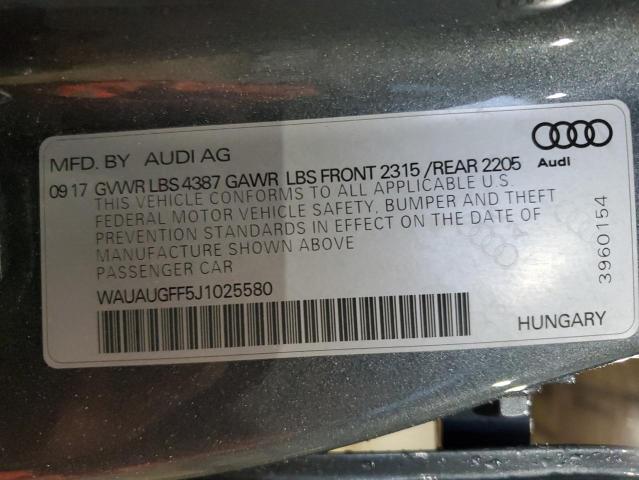 MFD. BY AUDI AG
Audi
09 17 GVWR LBS 4387 GAWR LBS FRONT 2315 /REAR 2205
THIS VEHICLE CONFORMS TO ALL APPLICABLE U.S.
FEDERAL MOTOR VEHICLE SAFETY, BUMPER AND THEFT
PREVENTION STANDARDS IN EFFECT ON THE DATE OF
MANUFACTURE SHOWN ABOVE
PASSENGER CAR
WAUAUGFF5J1025580
HUNGARY
3960154